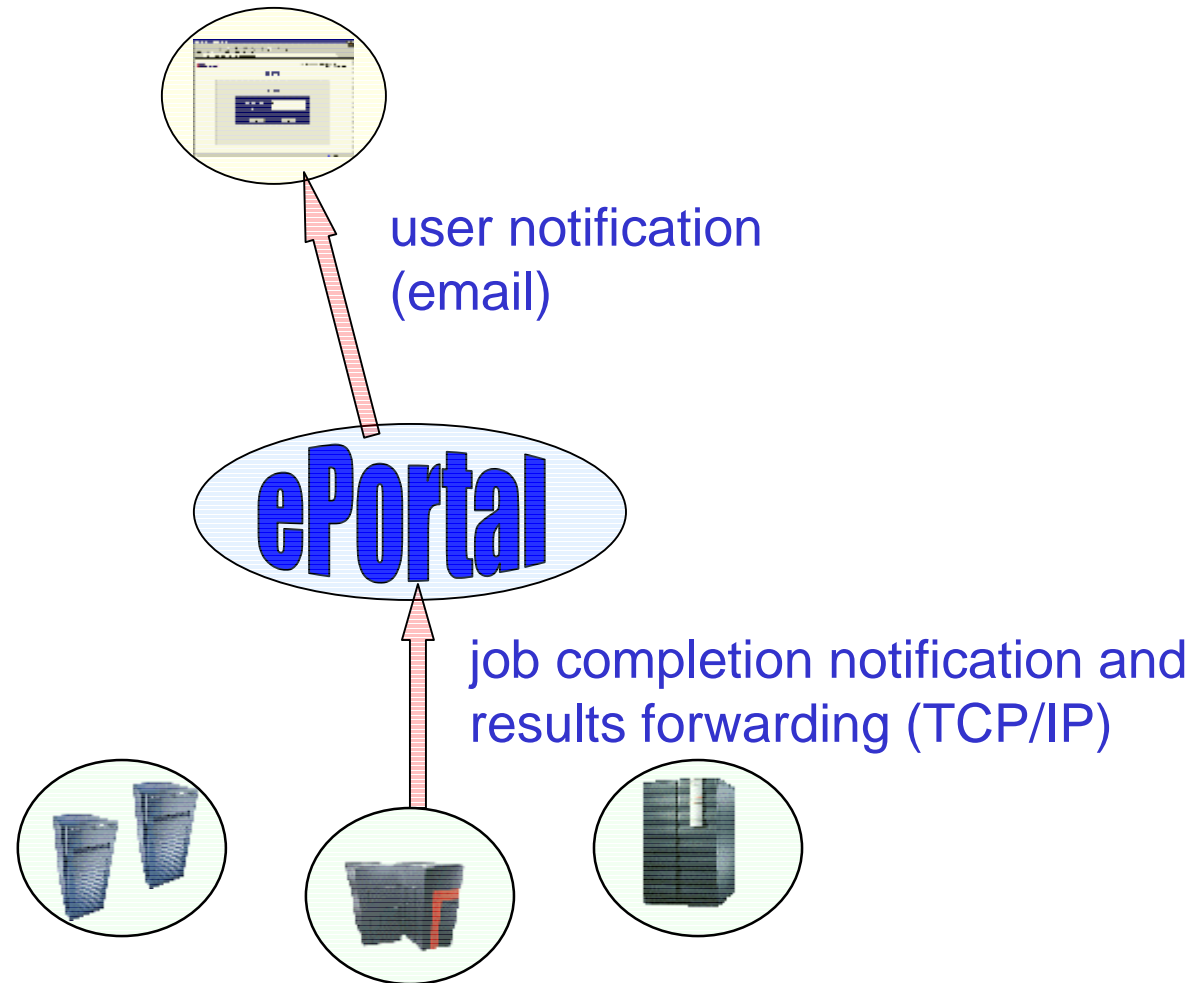 user notification
(email)
ePortal
job completion notification and
results forwarding (TCP/IP)